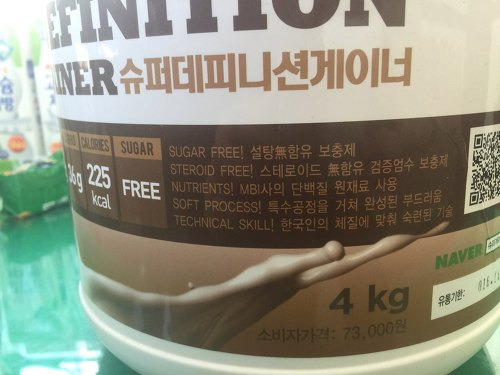 DEFINITION
슈퍼데피니션게이너
CALORIES
SUGAR
225
kcal
FREE
SUGAR FREE! 설탕無함유 보충제
STEROID FREE! 스테로이드 無함유 검증엄수 보충제
NUTRIENTS! MBI사의 단백질 원재로 사용
SOFT PROCESS! 특수공정을 거쳐 완성된 부드러움
TECHNICAL SKILL! 한국인의 체질에 맞춰 숙련된 기술
NAVER
유통기한:
4 kg
소비자가격: 73,000원